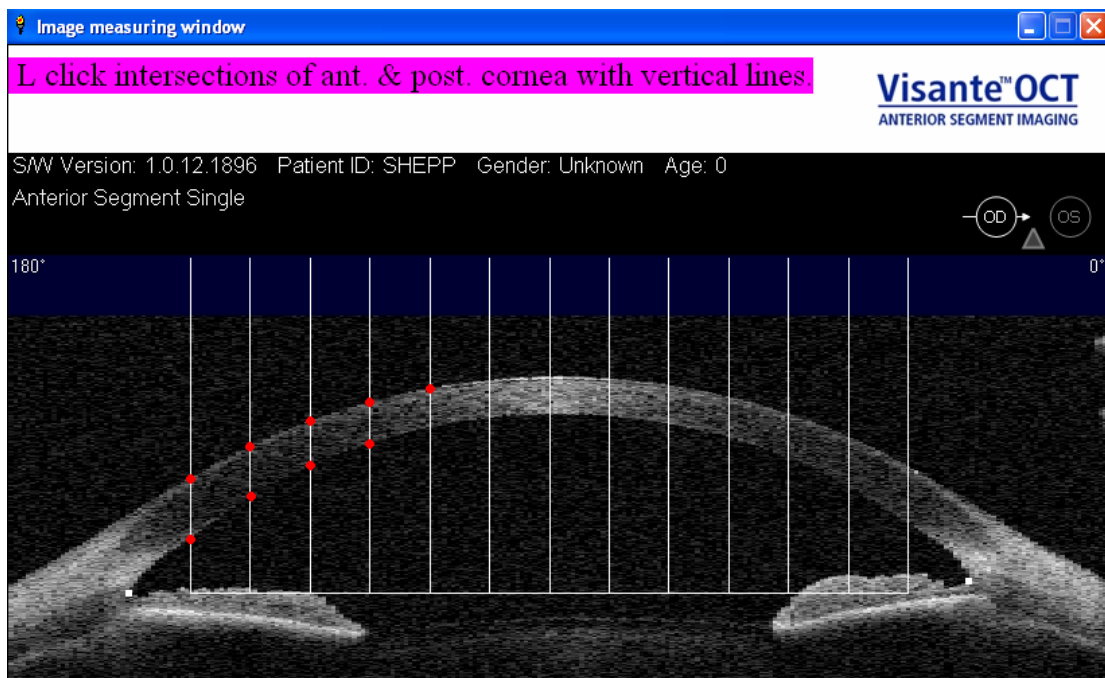 Image measuring window
L click intersections of ant. & post. cornea with vertical lines.
Visante™ OCT
ANTERIOR SEGMENT IMAGING
S/W Version: 1.0.12.1896 Patient ID: SHEPP Gender: Unknown Age: 0
Anterior Segment Single
OD OS
180° 0°